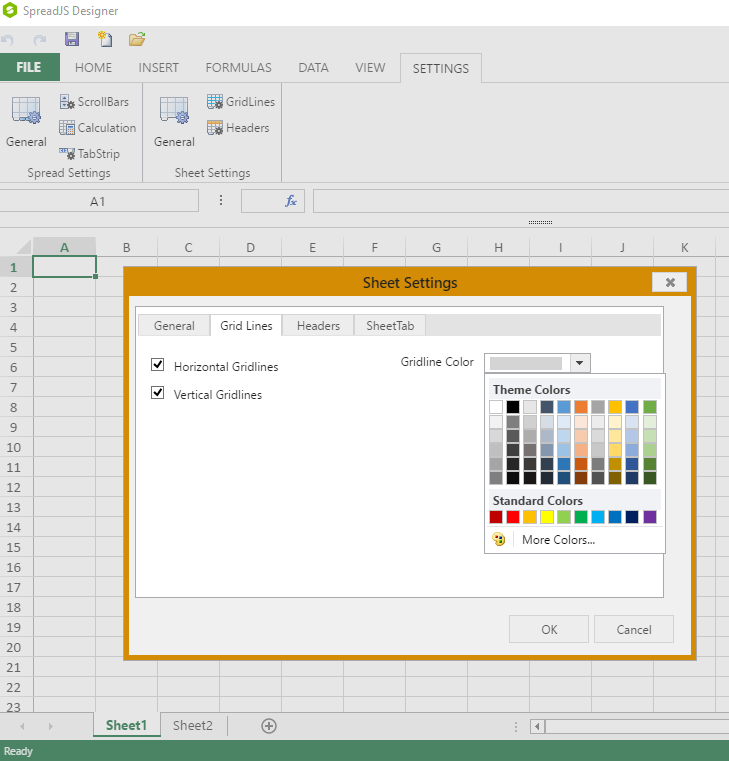 SpreadJS Designer
FILE HOME INSERT FORMULAS DATA VIEW SETTINGS
General
ScrollBars
Calculation
TabStrip
Spread Settings
General
GridLines
Headers
Sheet Settings
A1 fx
A B C D E F G H I J K
1
2
3
4
5
6
7
8
9
10
11
12
13
14
15
16
17
18
19
20
21
22
23
Sheet Settings
General Grid Lines Headers SheetTab
Horizontal Gridlines
Vertical Gridlines
Gridline Color
Theme Colors
Standard Colors
More Colors...
OK Cancel
Sheet1 Sheet2
Ready